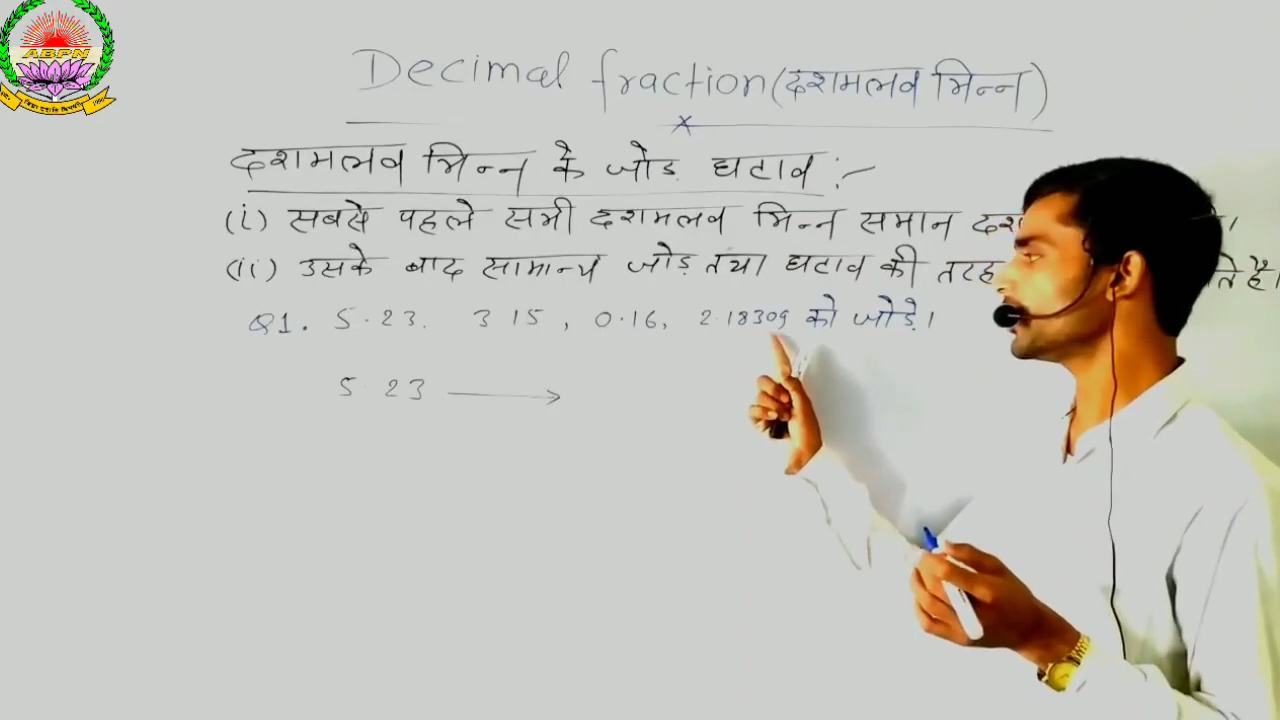 ABPN
Decimal fraction (दशमलव भिन्न)
दशमलव भिन्न के जोड़ घटाव :-
(i) सबसे पहले सभी दशमलव भिन्न समान
(ii) उसके बाद सामान्य जोड़ तथा घटाव की तरह है।
Q1. 5.23. 3 15 , 0.16, 2.18309 को जोड़े।
5.23 ⟶